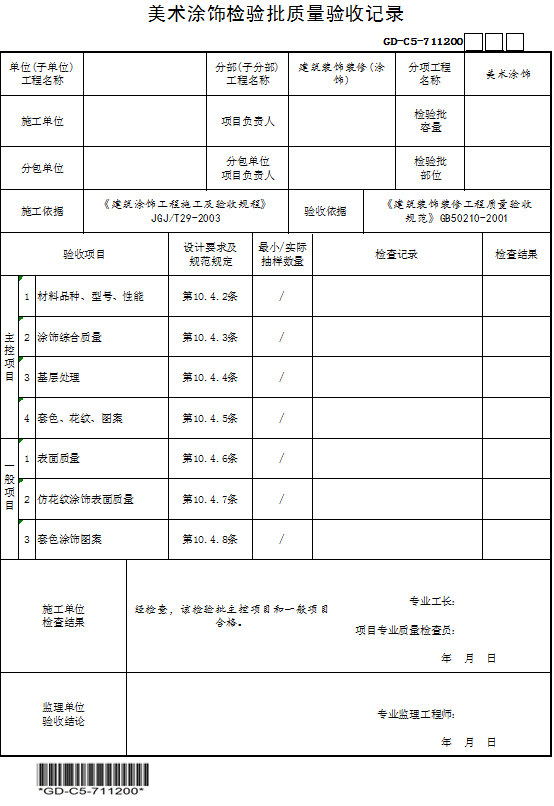 美术涂饰检验批质量验收记录
GD-C5-711200
单位(子单位)
工程名称
分部(子分部)
工程名称
建筑装饰装修(涂
饰)
分项工程
名称
美术涂饰
施工单位
项目负责人
检验批
容量
分包单位
分包单位
项目负责人
检验批
部位
施工依据
《建筑涂饰工程施工及验收规程》
JGJ/T29-2003
验收依据
《建筑装饰装修工程质量验收
规范》GB50210-2001
验收项目
设计要求及
规范规定
最小/实际
抽样数量
检查记录
检查结果
主控项目
1 材料品种、型号、性能 第10.4.2条 /
2 涂饰综合质量 第10.4.3条 /
3 基层处理 第10.4.4条 /
4 套色、花纹、图案 第10.4.5条 /
一般项目
1 表面质量 第10.4.6条 /
2 仿花纹涂饰表面质量 第10.4.7条 /
3 套色涂饰图案 第10.4.8条 /
施工单位
检查结果
经检查，该检验批主控项目和一般项目
合格。
专业工长:
项目专业质量检查员:
年 月 日
监理单位
验收结论
专业监理工程师:
年 月 日
*GD-C5-711200*